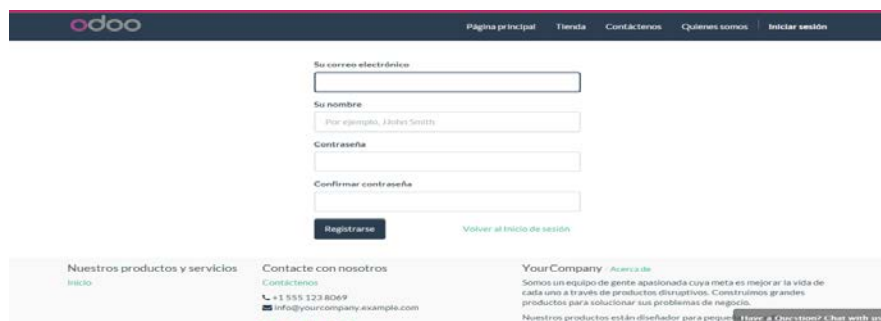 odoo
Página principal Tienda Contáctenos Quienes somos Iniciar sesión
Su correo electrónico
Su nombre
Por ejemplo, JJohn Smith
Contraseña
Confirmar contraseña
Registrarse Volver al Inicio de sesión
Nuestros productos y servicios
Inicio
Contacte con nosotros
Contáctenos
+1 555 123 8069
info@yourcompany.example.com
YourCompany - Acerca de
Somos un equipo de gente apasionada cuya meta es mejorar la vida de
cada uno a través de productos disruptivos. Construimos grandes
productos para solucionar sus problemas de negocio.
Nuestros productos están diseñador para peque
Have a Question? Chat with us